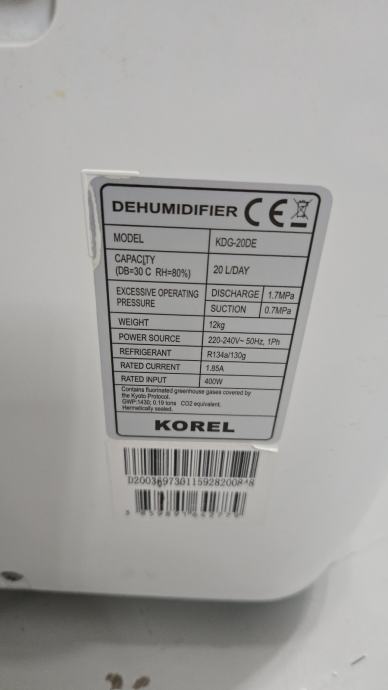 DEHUMIDIFIER CE
MODEL KDG-20DE
CAPACITY (DB=30 C RH=80%) 20 L/DAY
EXCESSIVE OPERATING PRESSURE DISCHARGE 1.7MPa
SUCTION 0.7MPa
WEIGHT 12kg
POWER SOURCE 220-240V~ 50Hz, 1Ph
REFRIGERANT R134a/130g
RATED CURRENT 1.85A
RATED INPUT 400W
Contains fluorinated greenhouse gases covered by
the Kyoto Protocol.
GWP:1430; 0.19 tons CO2 equivalent.
Hermetically sealed.
KOREL